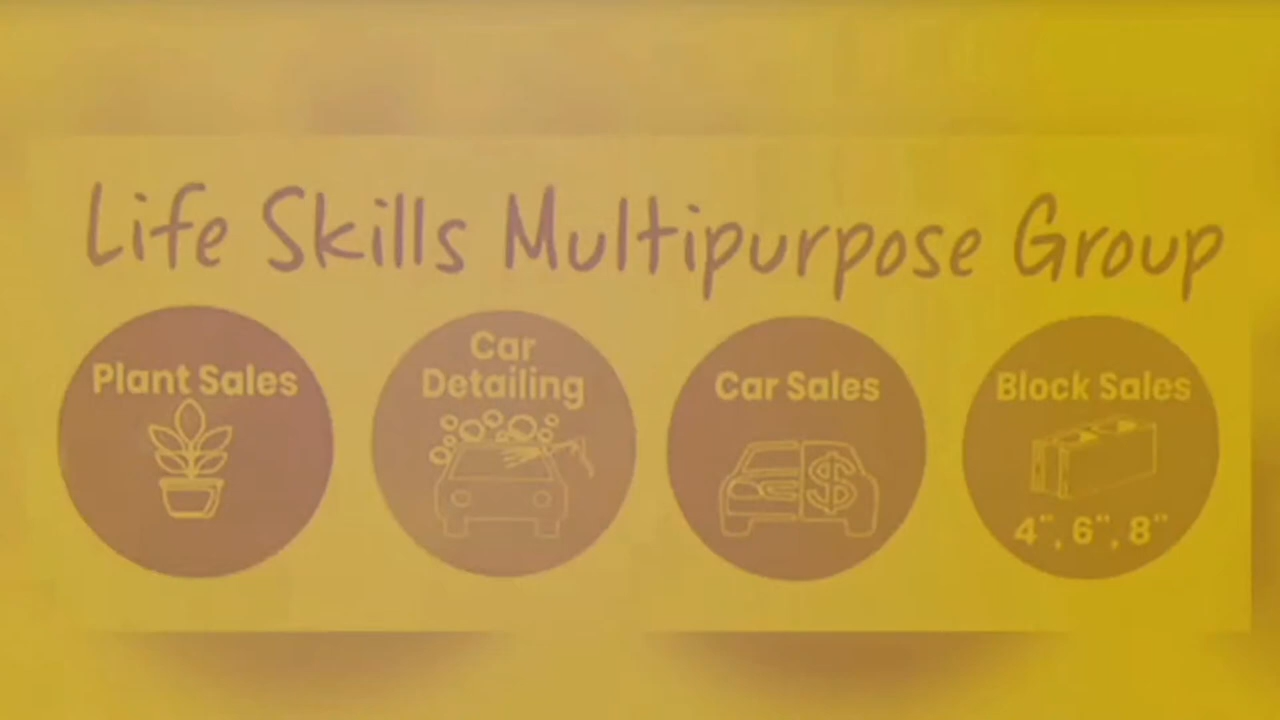 Life Skills Multipurpose Group
Plant Sales
Car
Detailing
Car Sales
$
Block Sales
4", 6", 8"